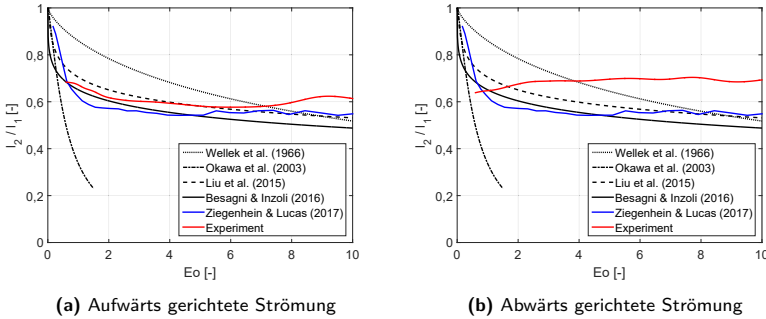 1
0,8
0,6
0,4
0,2
0
l₂ / l₁ [-]
0
2
4
6
8
10
Eo [-]
Wellek et al. (1966)
Okawa et al. (2003)
Liu et al. (2015)
Besagni & Inzoli (2016)
Ziegenhein & Lucas (2017)
Experiment
(a) Aufwärts gerichtete Strömung
1
0,8
0,6
0,4
0,2
0
l₂ / l₁ [-]
0
2
4
6
8
10
Eo [-]
Wellek et al. (1966)
Okawa et al. (2003)
Liu et al. (2015)
Besagni & Inzoli (2016)
Ziegenhein & Lucas (2017)
Experiment
(b) Abwärts gerichtete Strömung